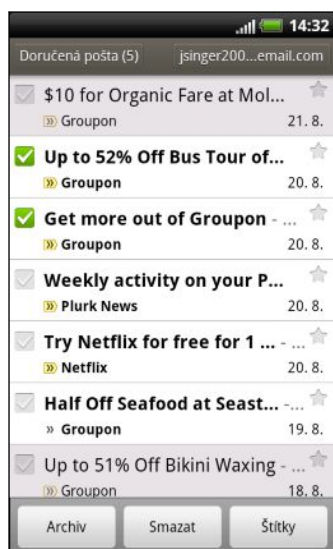 14:32
Doručená pošta (5) jsinger200...email.com
$10 for Organic Fare at Mol...
Groupon 21. 8.
Up to 52% Off Bus Tour of...
Groupon 20. 8.
Get more out of Groupon - ...
Groupon 20. 8.
Weekly activity on your P...
Plurk News 20. 8.
Try Netflix for free for 1 ... - ...
Netflix 20. 8.
Half Off Seafood at Seast... -...
» Groupon 19. 8.
Up to 51% Off Bikini Waxing - ...
Groupon 18. 8.
Archiv Smazat Štítky